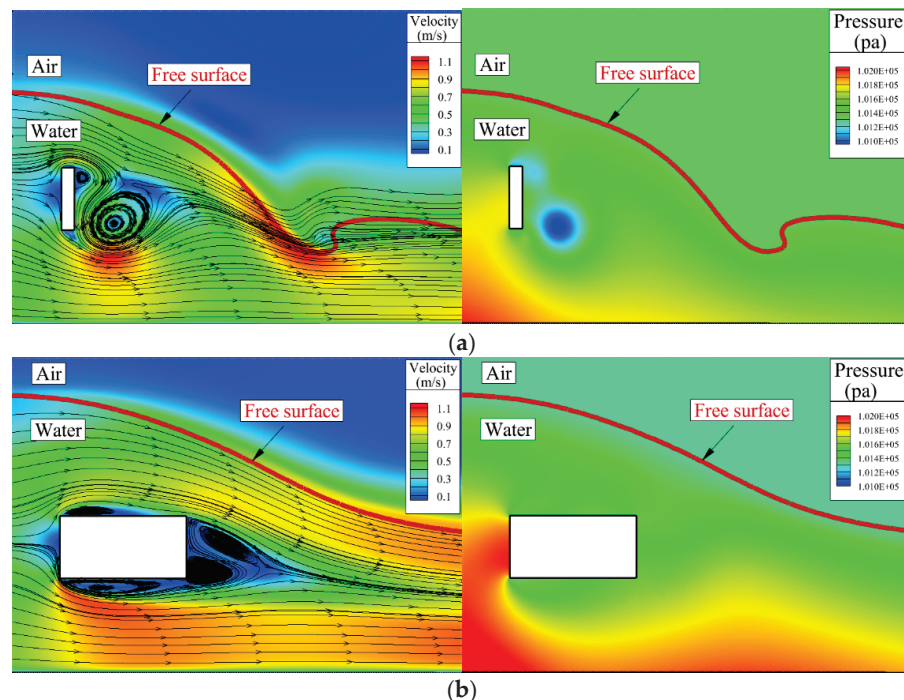 Air
Free surface
Water
Velocity
(m/s)
1.1
0.9
0.7
0.5
0.3
0.1
Air
Free surface
Water
Pressure
(pa)
1.020E+05
1.018E+05
1.016E+05
1.014E+05
1.012E+05
1.010E+05
(a)
Air
Free surface
Water
Velocity
(m/s)
1.1
0.9
0.7
0.5
0.3
0.1
Air
Free surface
Water
Pressure
(pa)
1.020E+05
1.018E+05
1.016E+05
1.014E+05
1.012E+05
1.010E+05
(b)